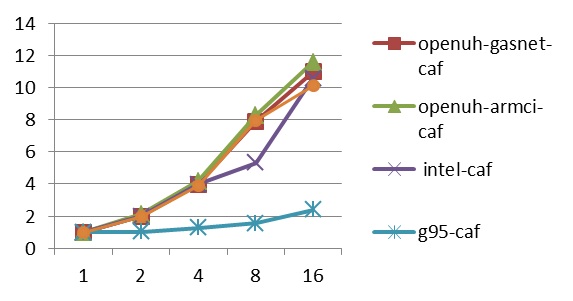 14
12
10
8
6
4
2
0
1 2 4 8 16
openuh-gasnet-
caf
openuh-armci-
caf
intel-caf
g95-caf